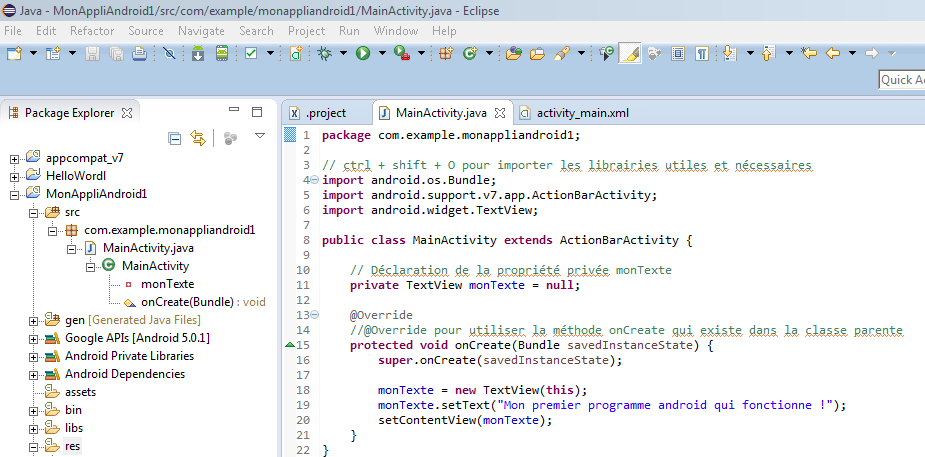 Java - MonAppliAndroid1/src/com/example/monappliandroid1/MainActivity.java - Eclipse
File Edit Refactor Source Navigate Search Project Run Window Help
Quick A
Package Explorer
appcompat_v7
HelloWordl
MonAppliAndroid1
src
com.example.monappliandroid1
MainActivity.java
MainActivity
monTexte
onCreate(Bundle) : void
gen [Generated Java Files]
Google APIs [Android 5.0.1]
Android Private Libraries
Android Dependencies
assets
bin
libs
res
.project MainActivity.java activity_main.xml
1 package com.example.monappliandroid1;
2
3 // ctrl + shift + O pour importer les librairies utiles et nécessaires
4 import android.os.Bundle;
5 import android.support.v7.app.ActionBarActivity;
6 import android.widget.TextView;
7
8 public class MainActivity extends ActionBarActivity {
9
10 // Déclaration de la propriété privée monTexte
11 private TextView monTexte = null;
12
13 @Override
14 //@Override pour utiliser la méthode onCreate qui existe dans la classe parente
15 protected void onCreate(Bundle savedInstanceState) {
16 super.onCreate(savedInstanceState);
17
18 monTexte = new TextView(this);
19 monTexte.setText("Mon premier programme android qui fonctionne !");
20 setContentView(monTexte);
21 }
22 }